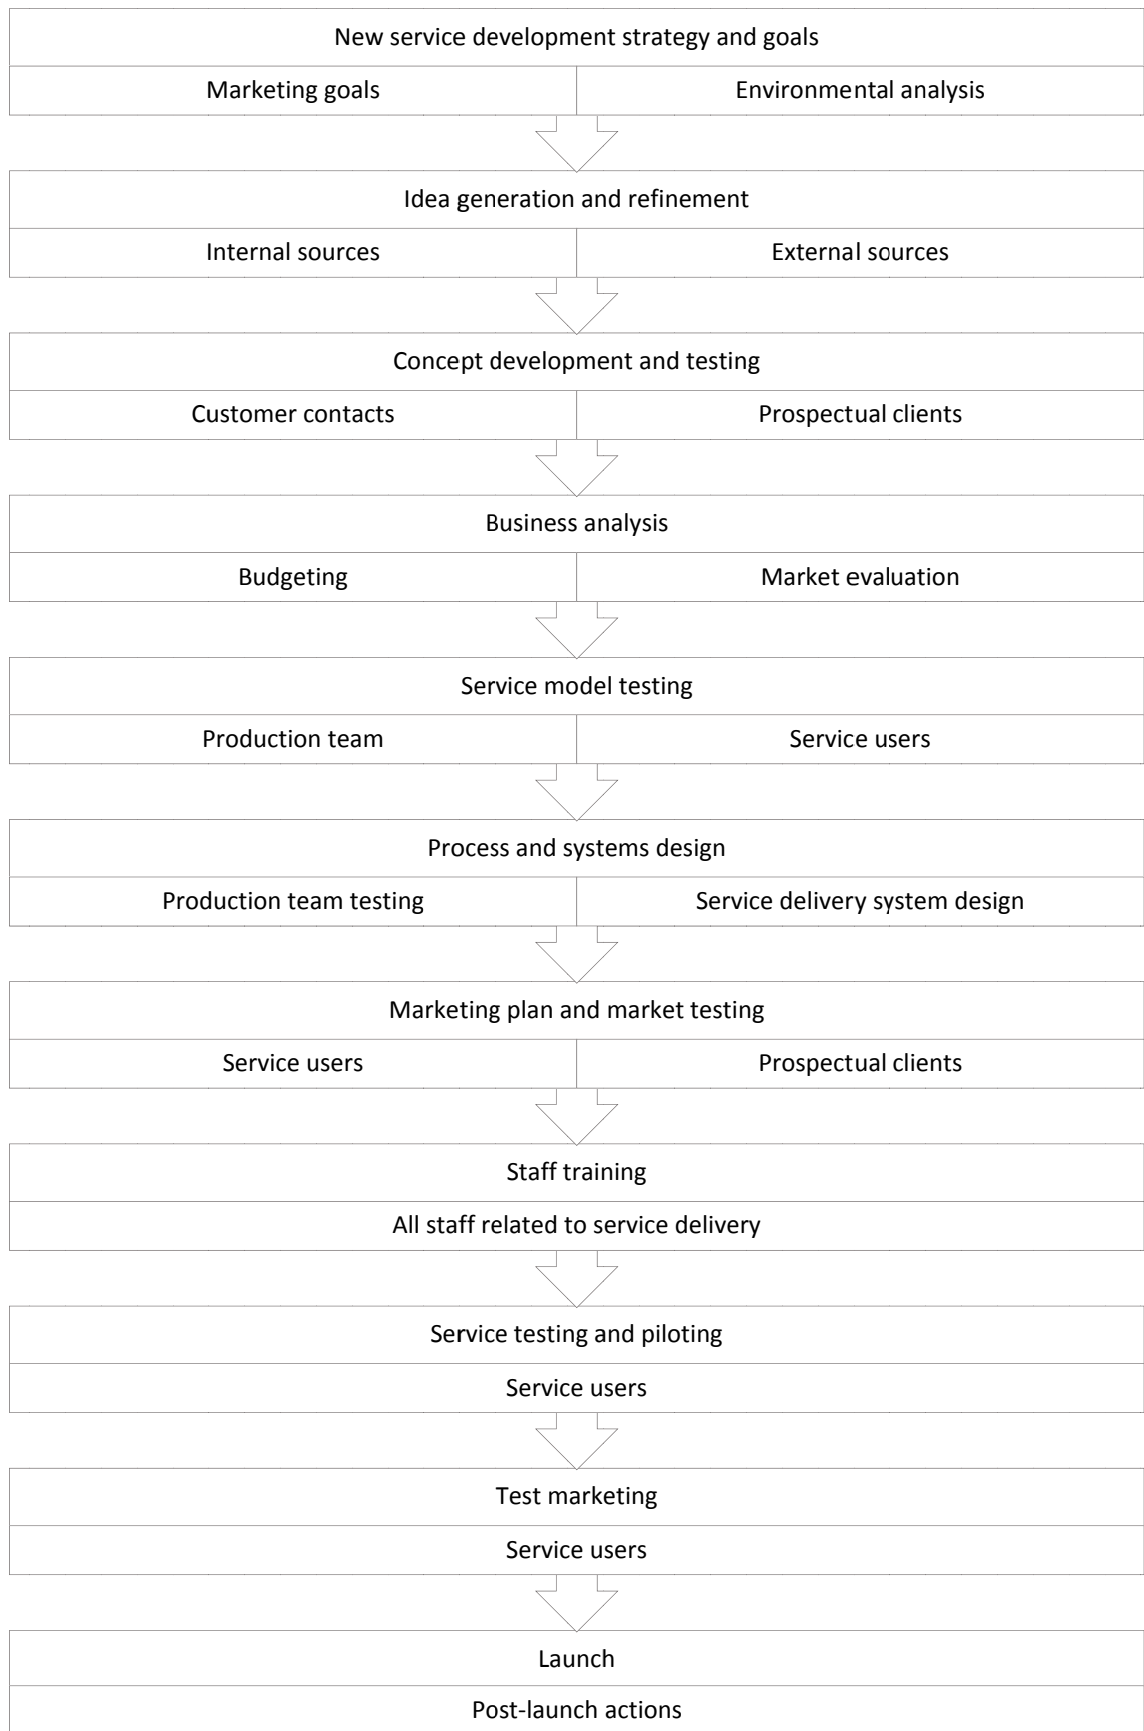 New service development strategy and goals
Marketing goals
Environmental analysis
Idea generation and refinement
Internal sources
External sources
Concept development and testing
Customer contacts
Prospectual clients
Business analysis
Budgeting
Market evaluation
Service model testing
Production team
Service users
Process and systems design
Production team testing
Service delivery system design
Marketing plan and market testing
Service users
Prospectual clients
Staff training
All staff related to service delivery
Service testing and piloting
Service users
Test marketing
Service users
Launch
Post-launch actions